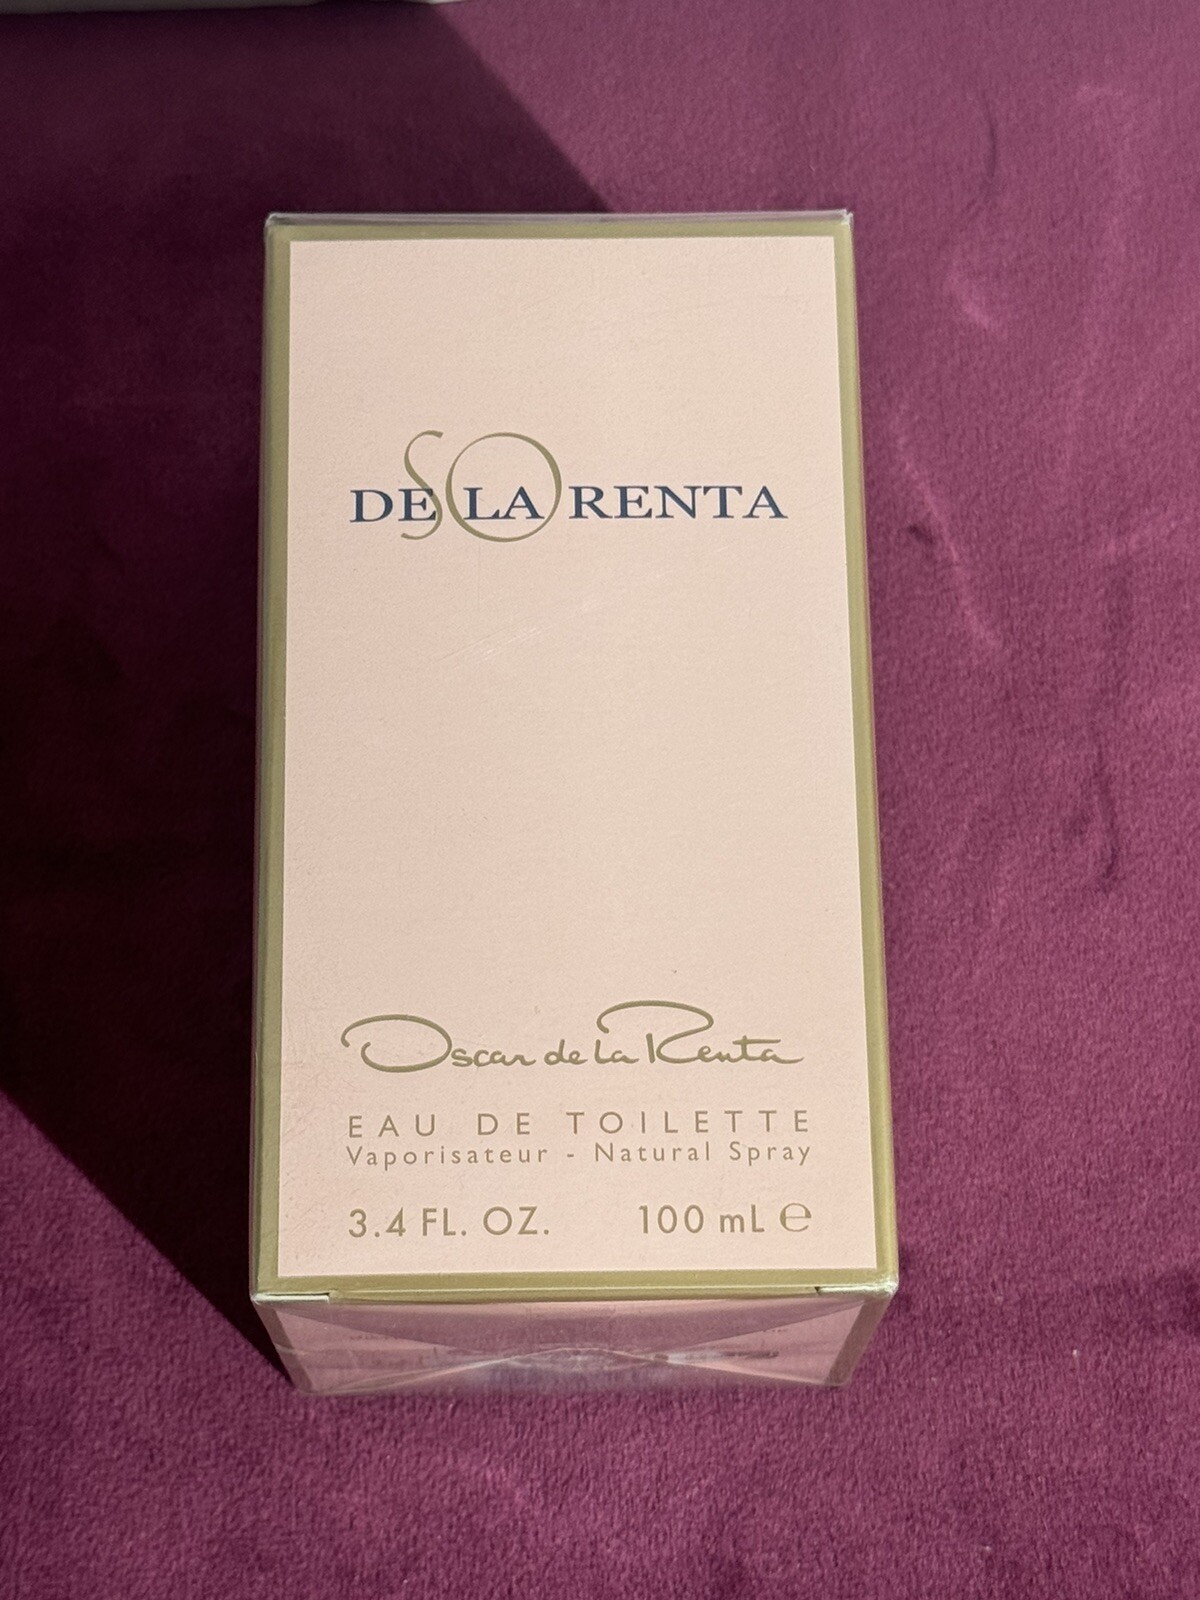 SO
DE LA RENTA
Oscar de la Renta
EAU DE TOILETTE
Vaporisateur - Natural Spray
3.4 FL. OZ. 100 mL ℮